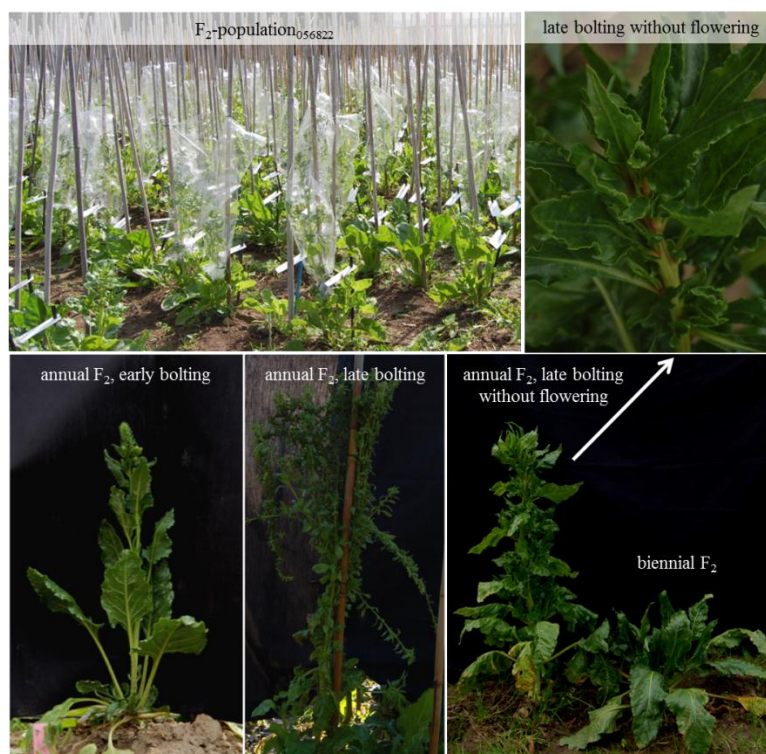 F₂-population₀₅₆₈₂₂
late bolting without flowering
annual F₂, early bolting
annual F₂, late bolting
annual F₂, late bolting
without flowering
biennial F₂